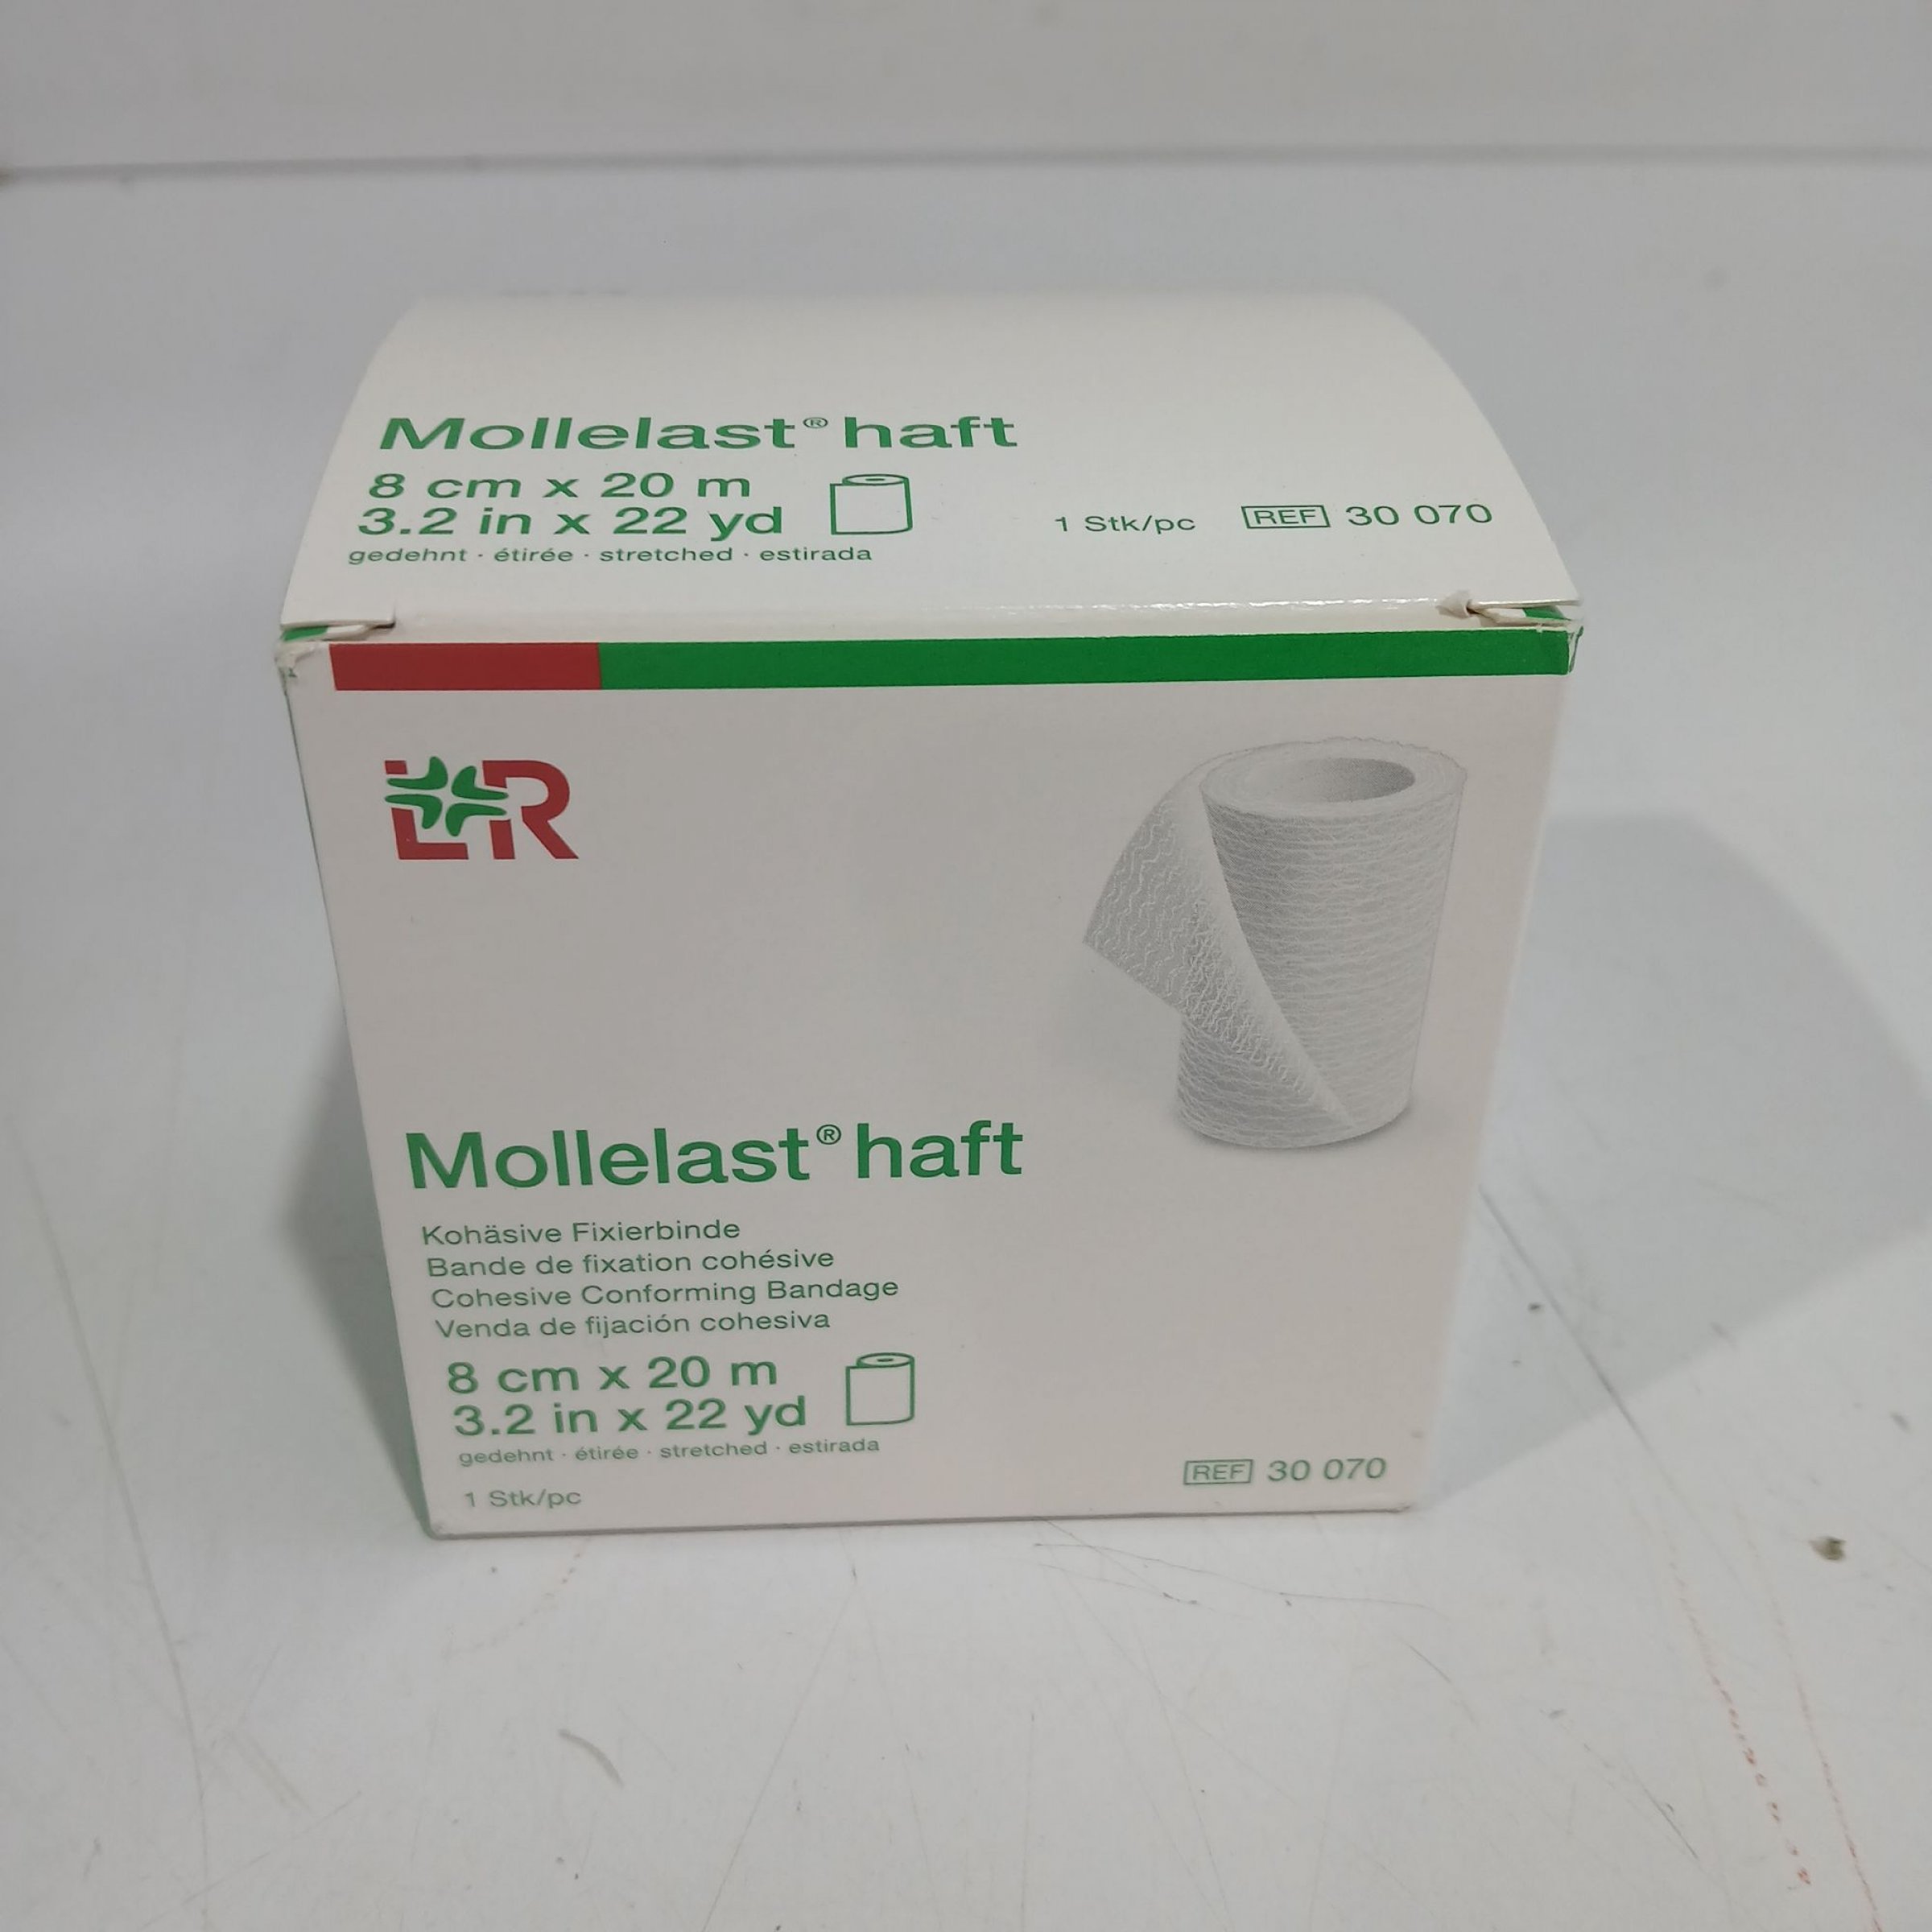 Mollelast® haft
8 cm x 20 m
3.2 in x 22 yd
gedehnt · étirée · stretched · estirada
1 Stk/pc
REF 30 070
L R
Mollelast® haft
Kohäsive Fixierbinde
Bande de fixation cohésive
Cohesive Conforming Bandage
Venda de fijación cohesiva
8 cm x 20 m
3.2 in x 22 yd
gedehnt · étirée · stretched · estirada
1 Stk/pc
REF 30 070